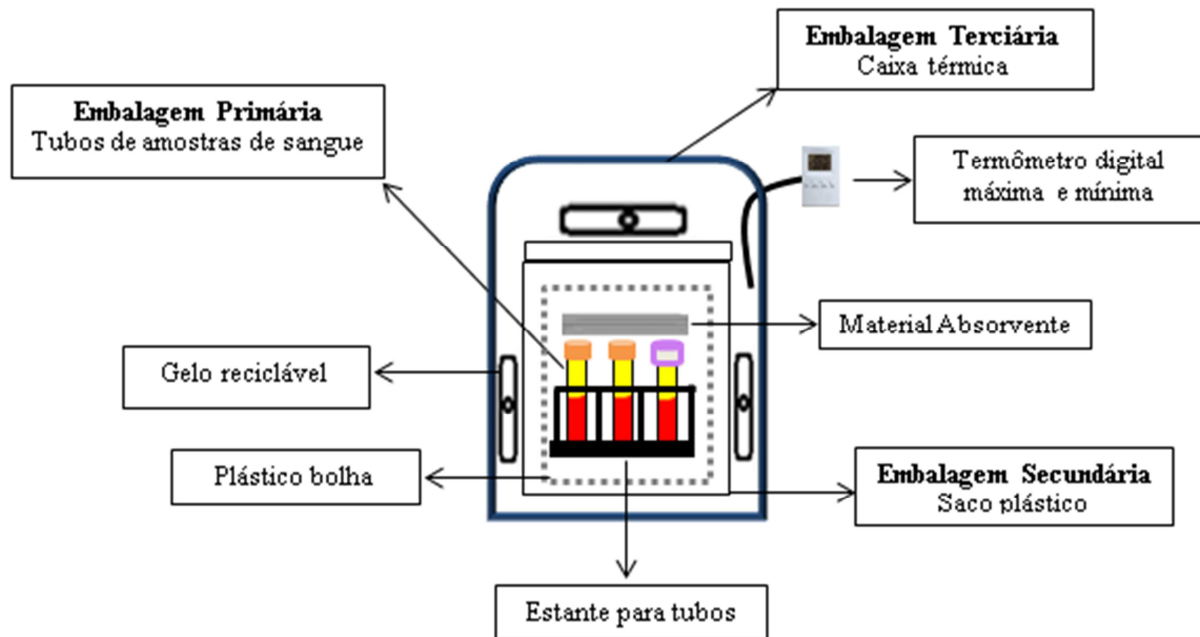 Embalagem Terciária
Caixa térmica
Embalagem Primária
Tubos de amostras de sangue
Termômetro digital
máxima e mínima
Material Absorvente
Gelo reciclável
Plástico bolha
Embalagem Secundária
Saco plástico
Estante para tubos